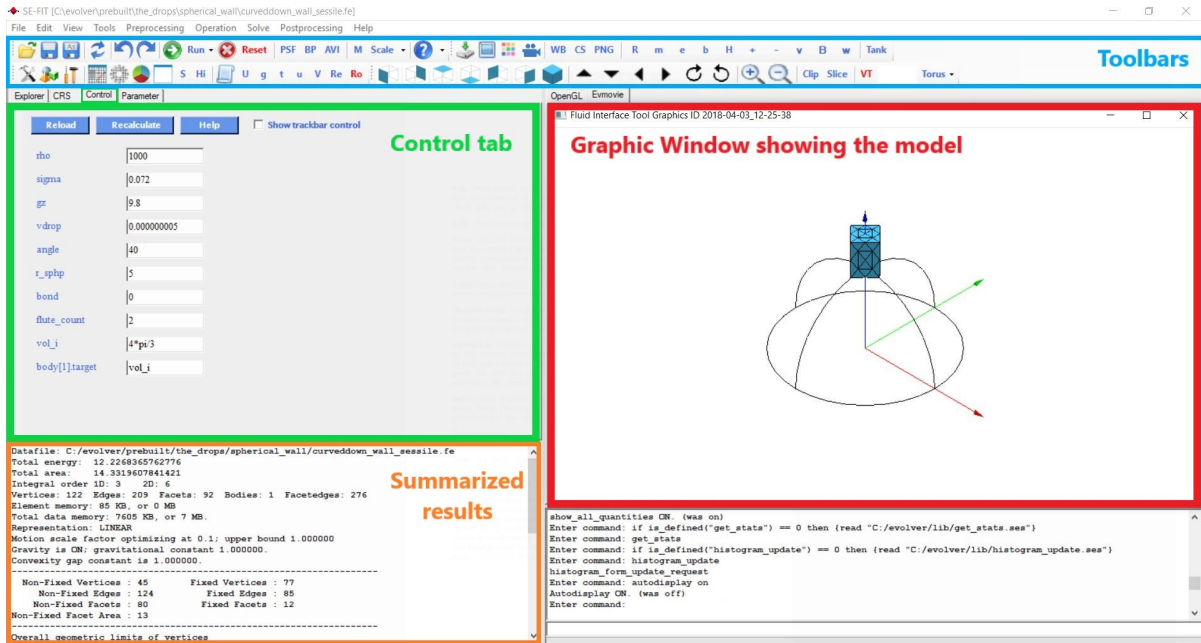 SE-FIT [C:\evolver\prebuilt\the_drops\spherical_wall\curveddown_wall_sessile.fe]
File Edit View Tools Preprocessing Operation Solve Postprocessing Help
Run Reset PSF BP AVI M Scale WB CS PNG R m e b H + - v B w Tank
S Hi U g t u V Re Ro Clip Slice VT Torus
Toolbars
Explorer CRS Control Parameter
OpenGL Evmovie
Reload Recalculate Help Show trackbar control
Control tab
rho 1000
sigma 0.072
gz 9.8
vdrop 0.000000005
angle 40
r_sphp 5
bond 0
flute_count 2
vol_i 4*pi/3
body[1].target vol_i
Fluid Interface Tool Graphics ID 2018-04-03_12-25-38
Graphic Window showing the model
Datafile: C:/evolver/prebuilt/the_drops/spherical_wall/curveddown_wall_sessile.fe
Total energy: 12.2268365762776
Total area: 14.3319607841421
Integral order 1D: 3 2D: 6
Vertices: 122 Edges: 209 Facets: 92 Bodies: 1 Facetedges: 276
Element memory: 85 KB, or 0 MB
Total data memory: 7605 KB, or 7 MB.
Representation: LINEAR
Motion scale factor optimizing at 0.1; upper bound 1.000000
Gravity is ON; gravitational constant 1.000000.
Convexity gap constant is 1.000000.
Non-Fixed Vertices : 45 Fixed Vertices : 77
Non-Fixed Edges : 124 Fixed Edges : 85
Non-Fixed Facets : 80 Fixed Facets : 12
Non-Fixed Facet Area : 13
Overall geometric limits of vertices
Summarized
results
show_all_quantities ON. (was on)
Enter command: if is_defined("get_stats") == 0 then {read "C:/evolver/lib/get_stats.ses"}
Enter command: get_stats
Enter command: if is_defined("histogram_update") == 0 then {read "C:/evolver/lib/histogram_update.ses"}
Enter command: histogram_update
histogram_form_update_request
Enter command: autodisplay on
Autodisplay ON. (was off)
Enter command: